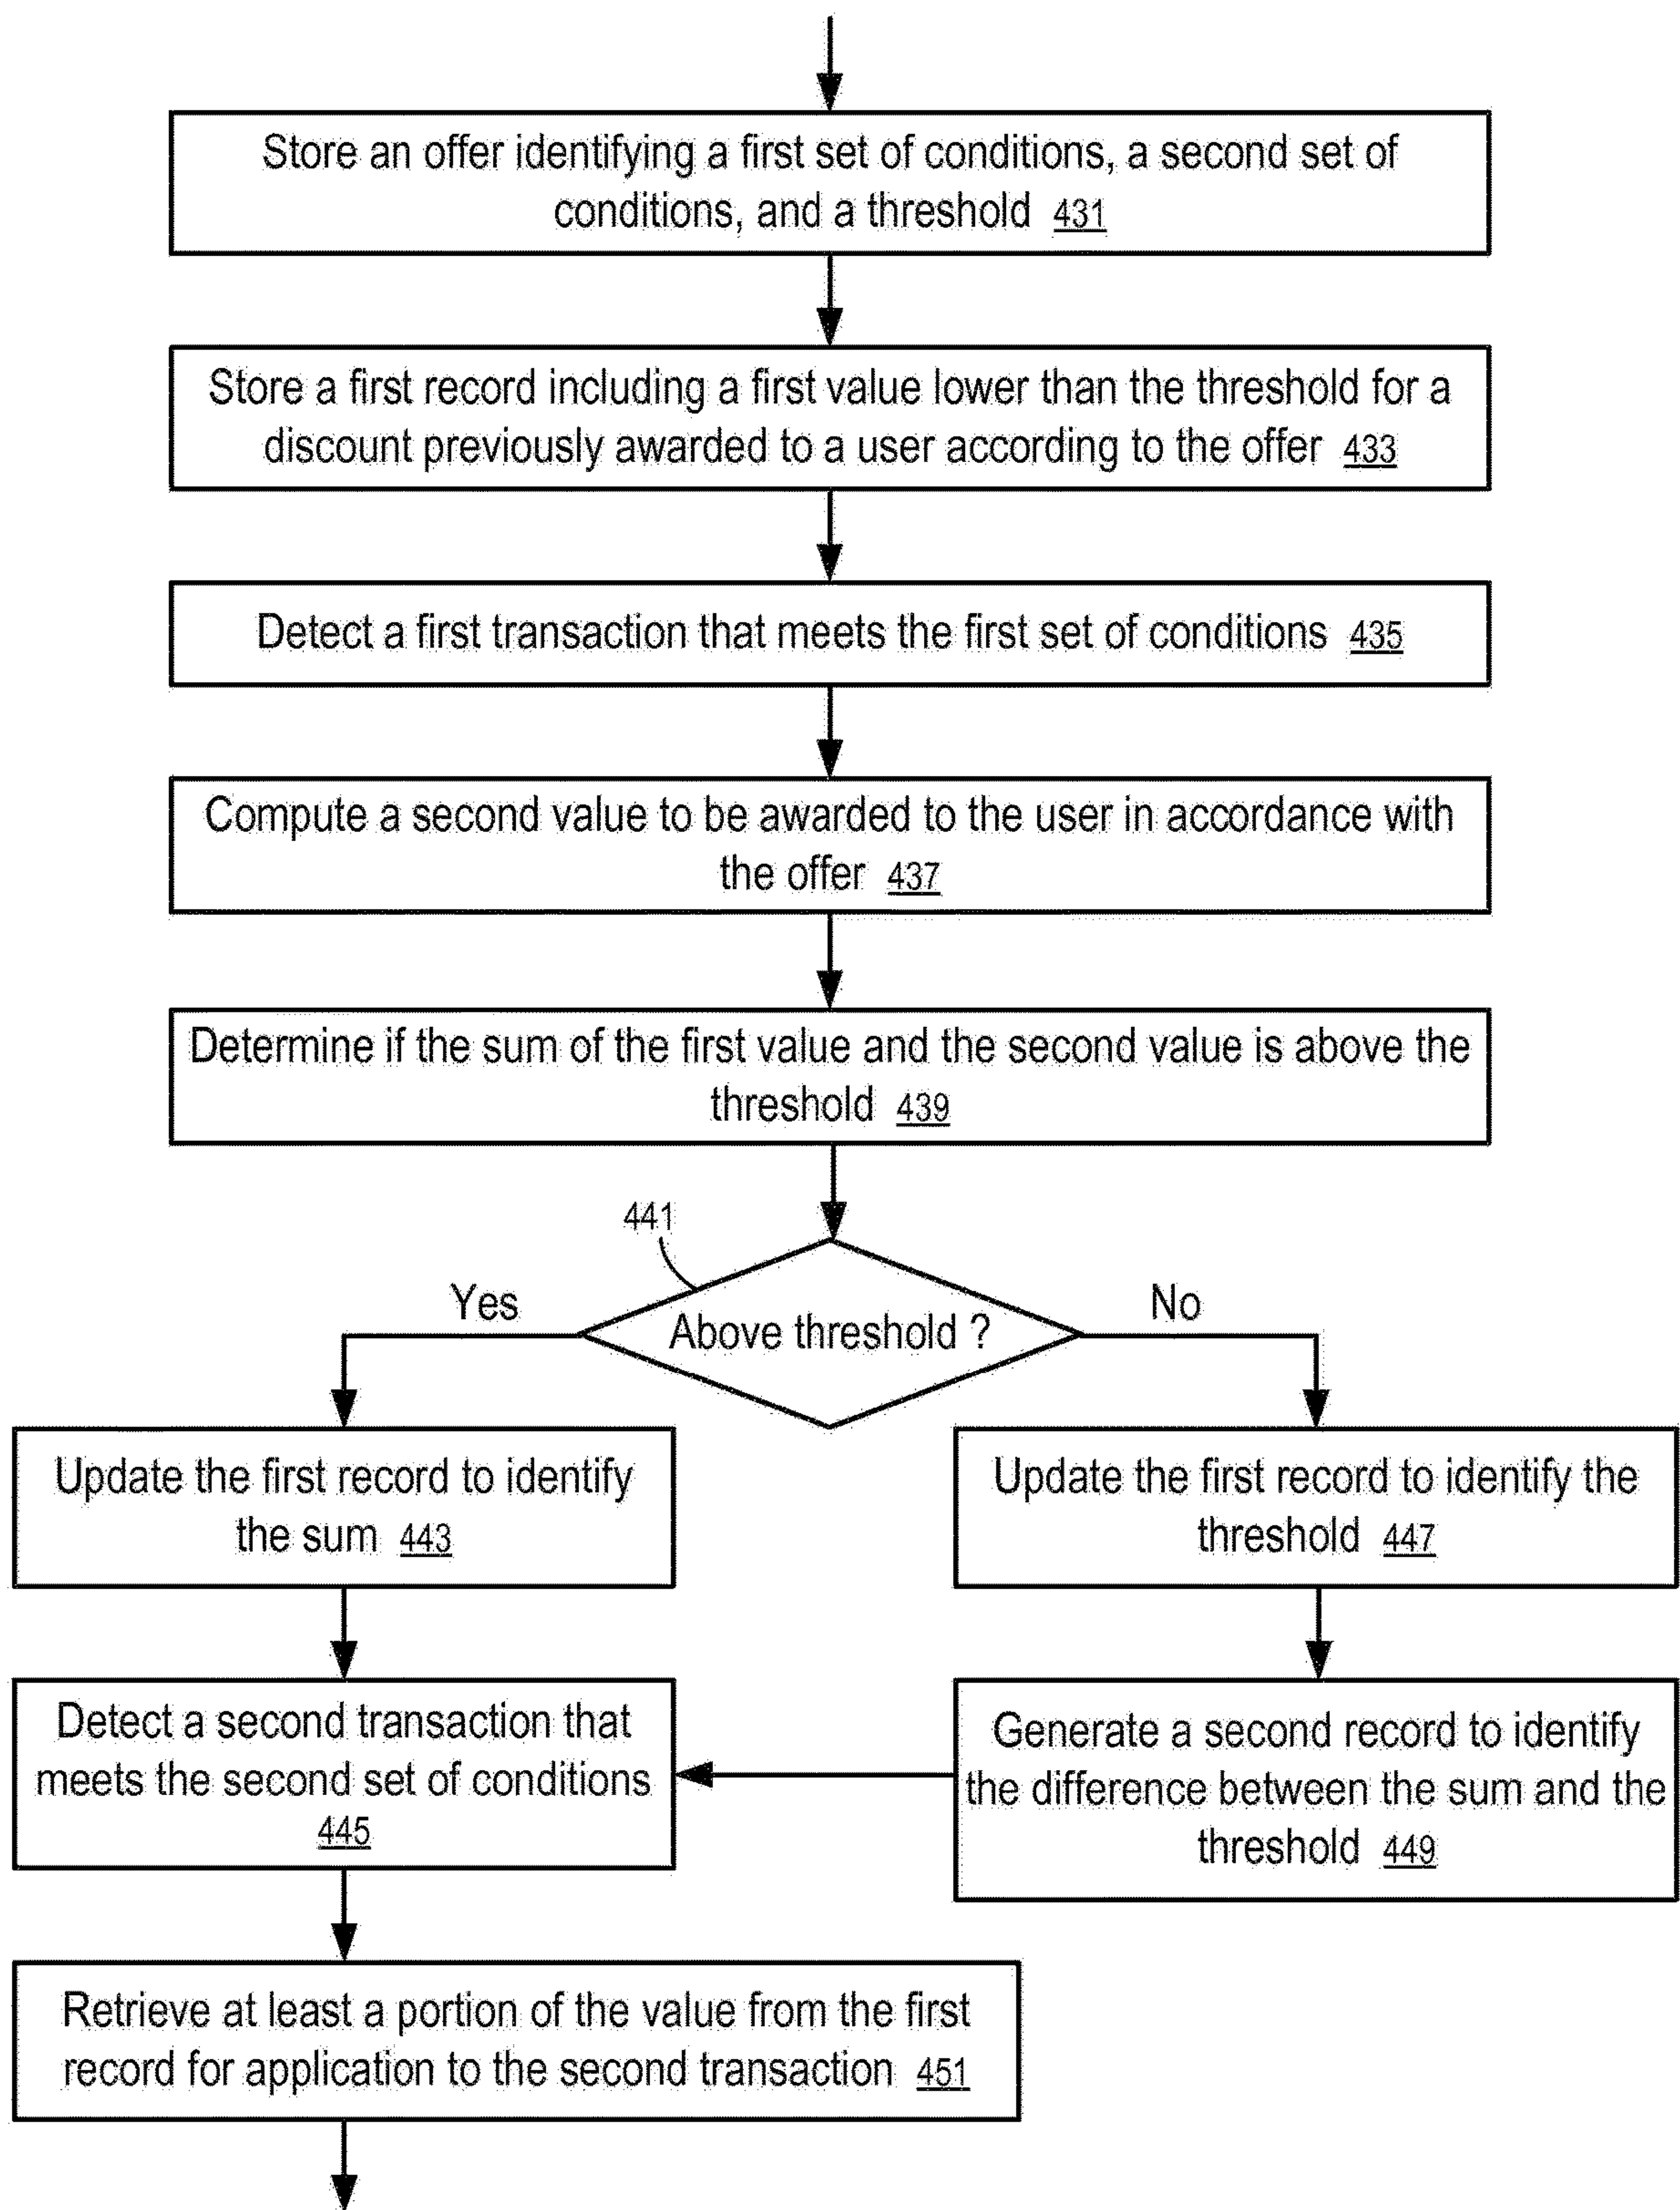 Store an offer identifying a first set of conditions, a second set of
conditions, and a threshold 431
Store a first record including a first value lower than the threshold for a
discount previously awarded to a user according to the offer 433
Detect a first transaction that meets the first set of conditions 435
Compute a second value to be awarded to the user in accordance with
the offer 437
Determine if the sum of the first value and the second value is above the
threshold 439
441
Yes
Above threshold ?
No
Update the first record to identify
the sum 443
Update the first record to identify the
threshold 447
Detect a second transaction that
meets the second set of conditions
445
Generate a second record to identify
the difference between the sum and the
threshold 449
Retrieve at least a portion of the value from the first
record for application to the second transaction 451